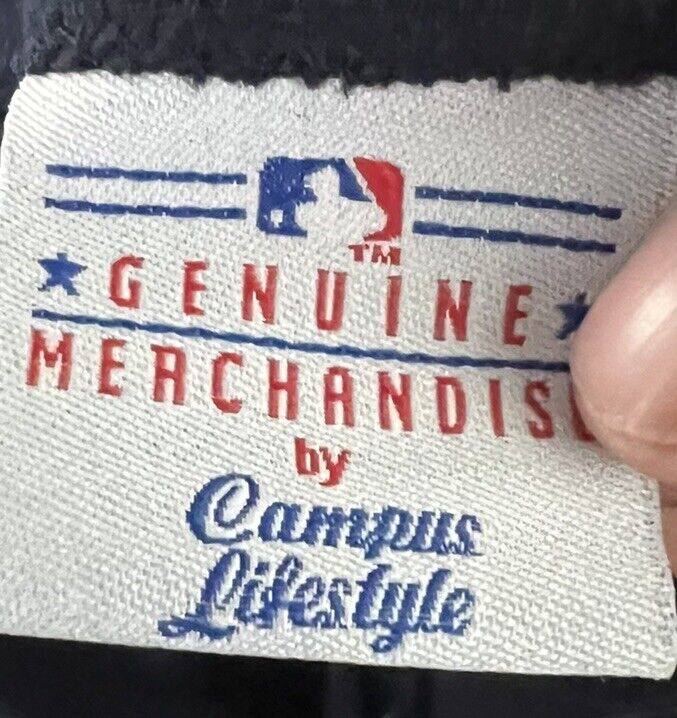 TM
GENUINE
MERCHANDISE
by
Campus
Lifestyle